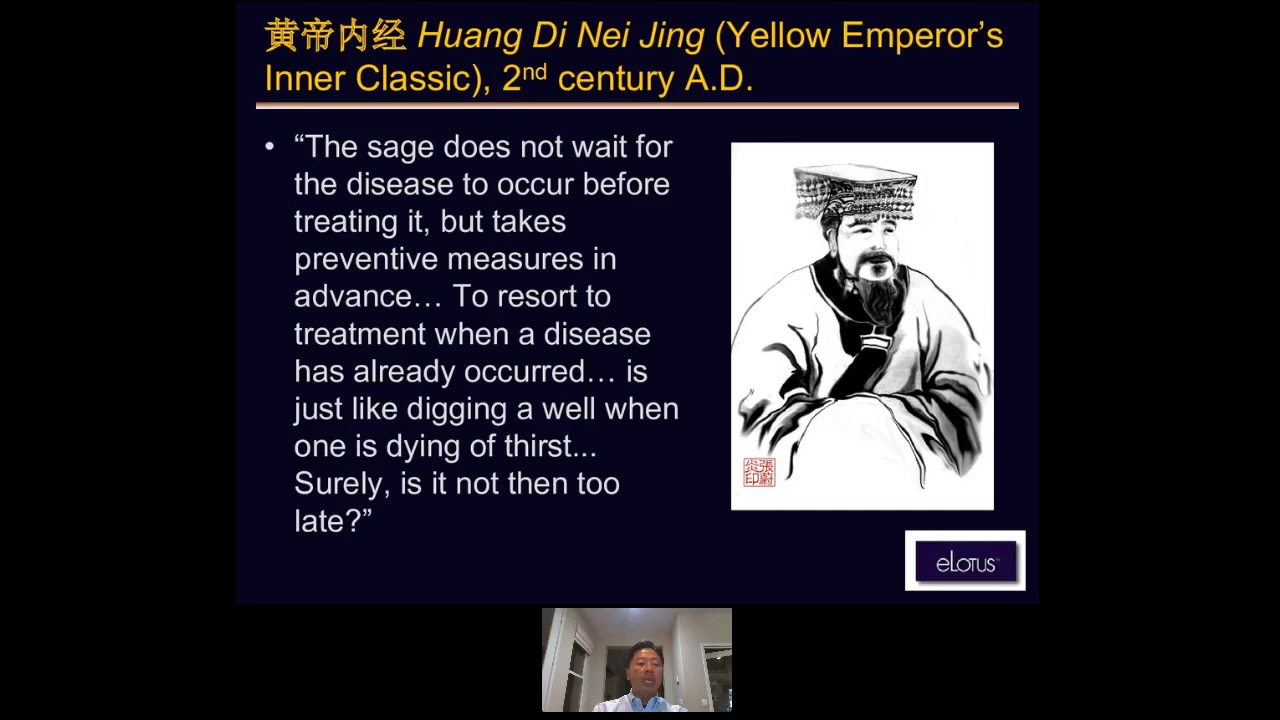 黄帝内经 Huang Di Nei Jing (Yellow Emperor’s
Inner Classic), 2nd century A.D.
• “The sage does not wait for
the disease to occur before
treating it, but takes
preventive measures in
advance… To resort to
treatment when a disease
has already occurred… is
just like digging a well when
one is dying of thirst...
Surely, is it not then too
late?”
eLOTUS